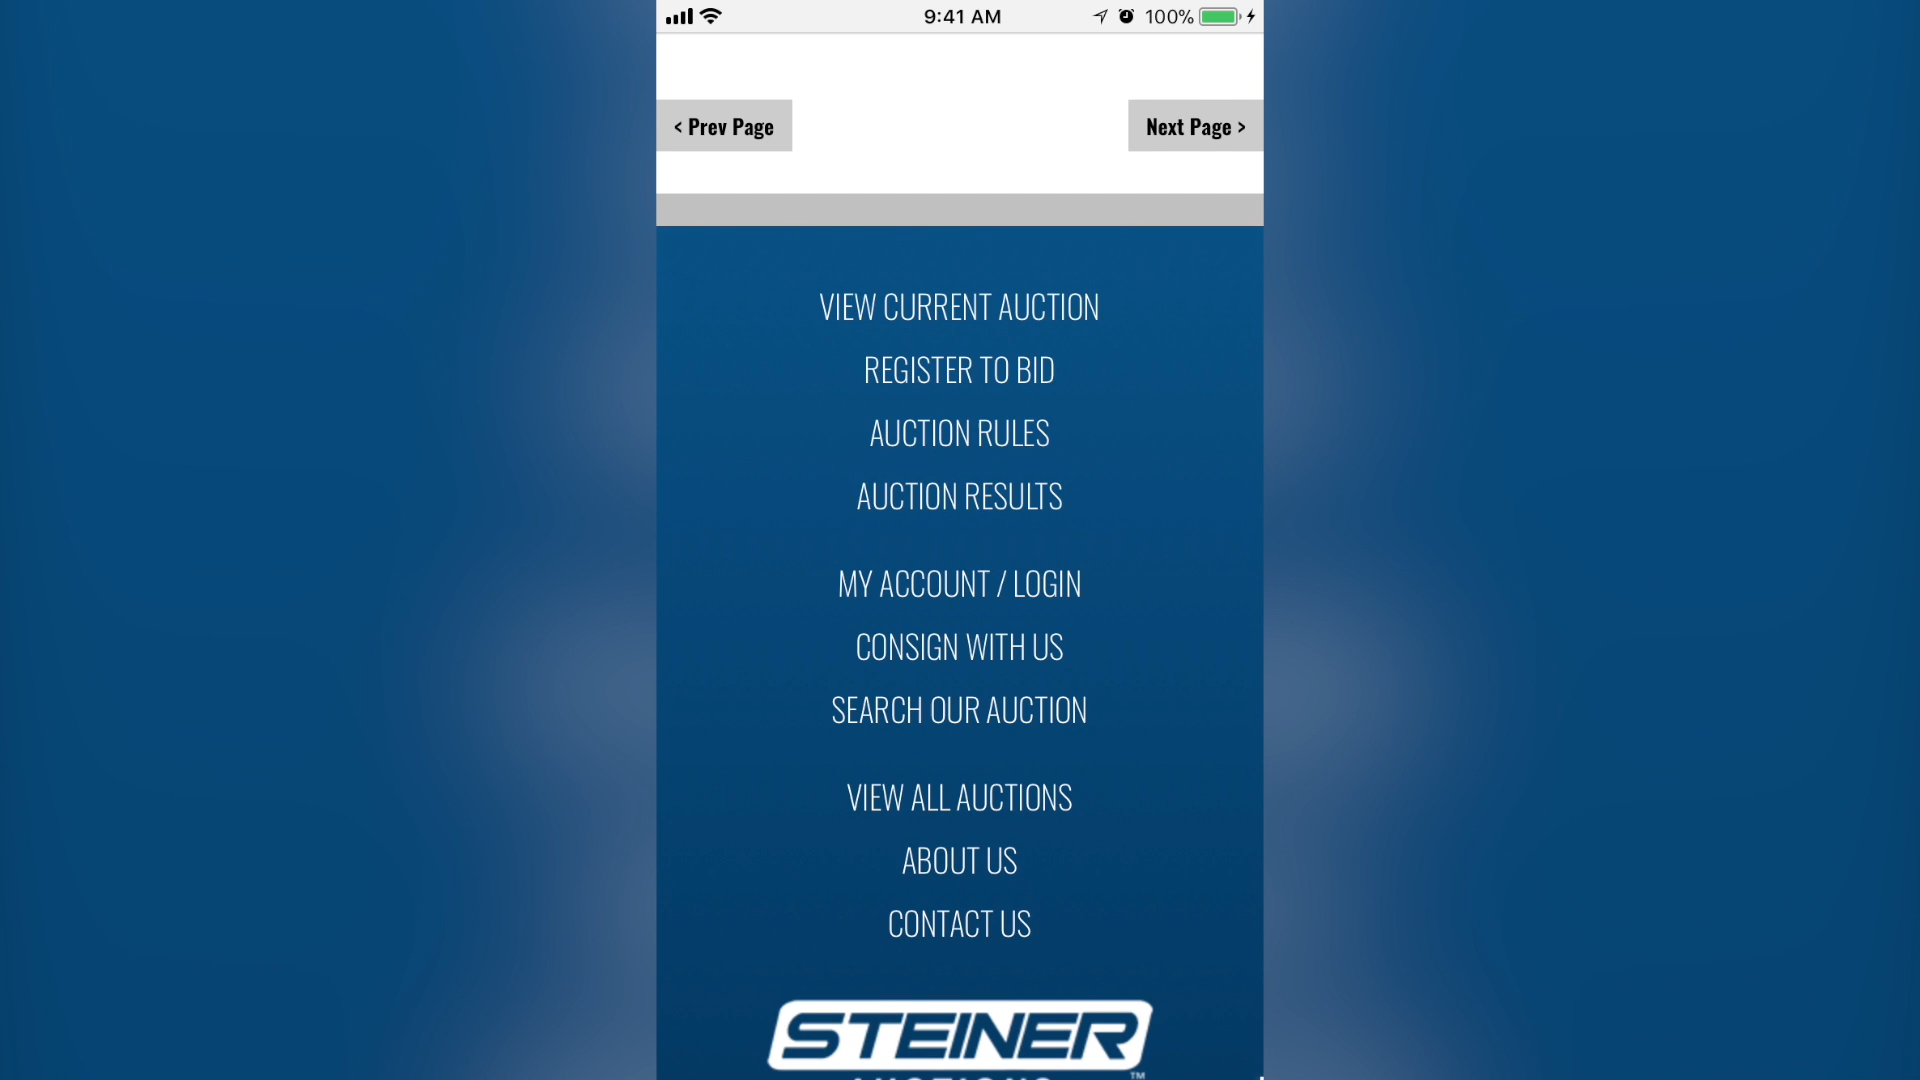 9:41 AM 100%
< Prev Page Next Page >
VIEW CURRENT AUCTION
REGISTER TO BID
AUCTION RULES
AUCTION RESULTS
MY ACCOUNT / LOGIN
CONSIGN WITH US
SEARCH OUR AUCTION
VIEW ALL AUCTIONS
ABOUT US
CONTACT US
STEINER
TM